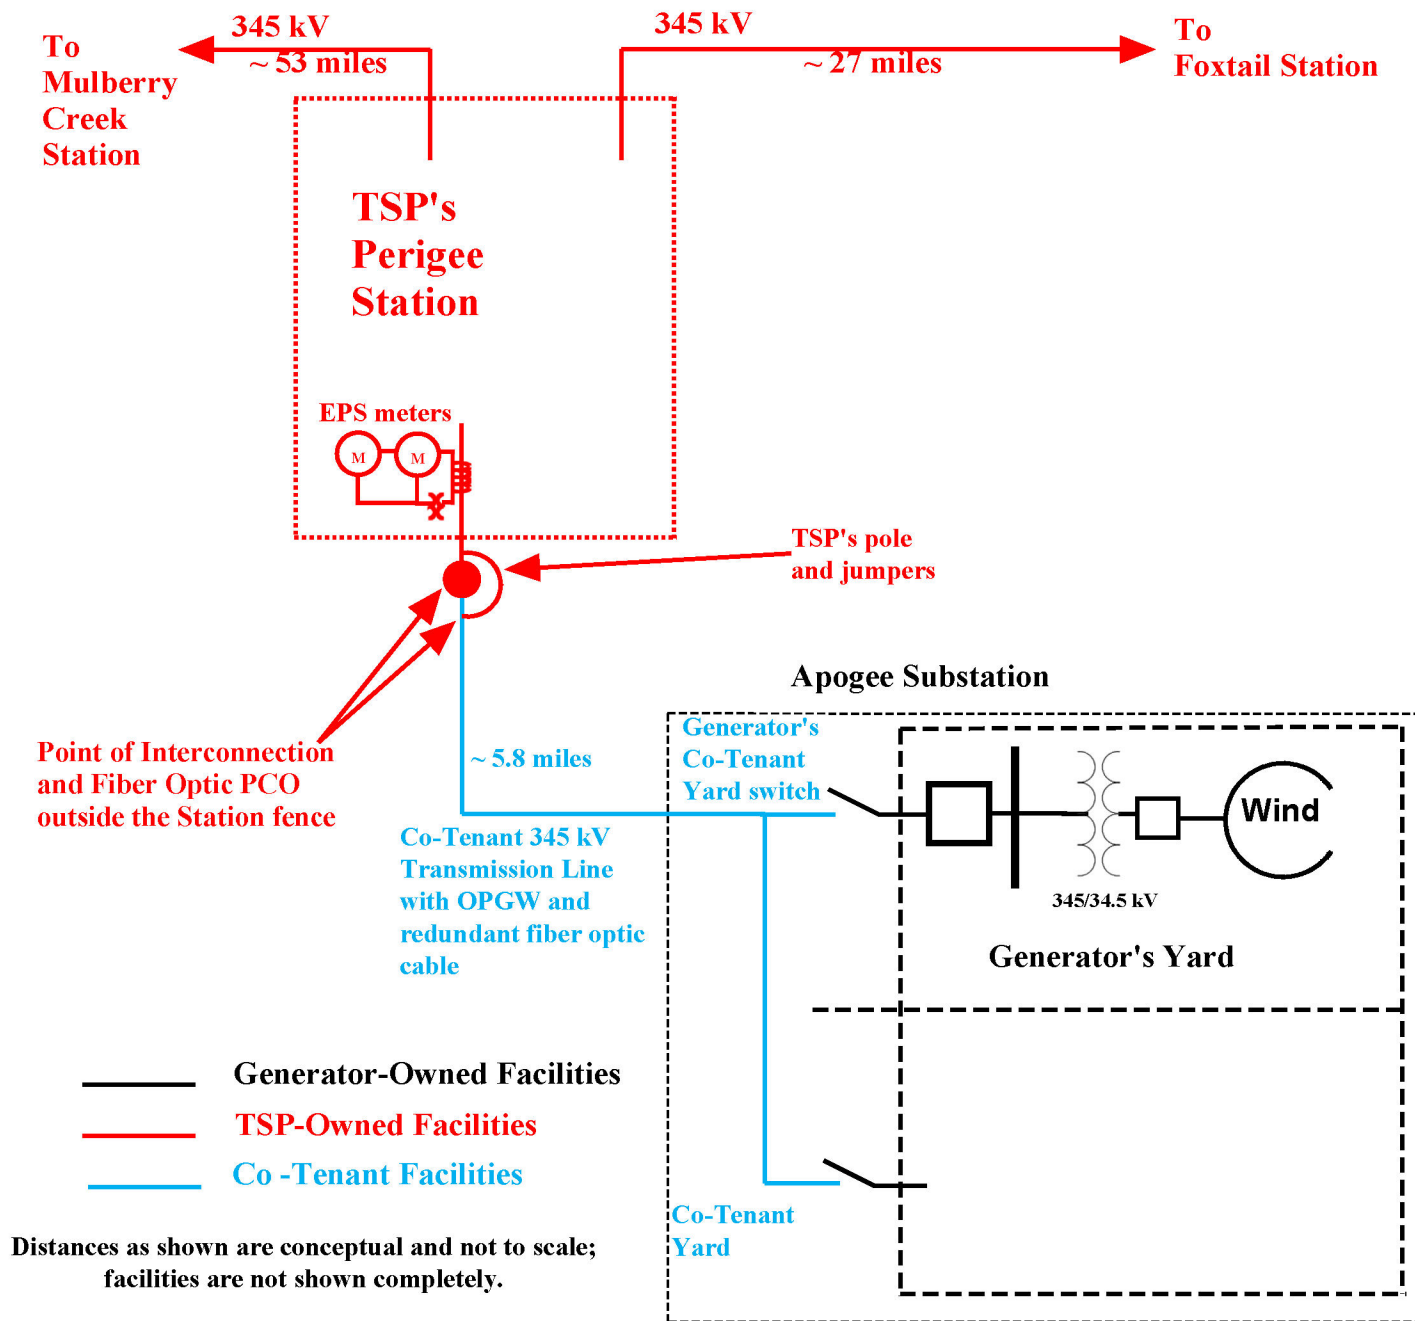 To
Mulberry
Creek
Station
345 kV
~ 53 miles
345 kV
~ 27 miles
To
Foxtail Station
TSP's
Perigee
Station
EPS meters
M
M
TSP's pole
and jumpers
Point of Interconnection
and Fiber Optic PCO
outside the Station fence
~ 5.8 miles
Co-Tenant 345 kV
Transmission Line
with OPGW and
redundant fiber optic
cable
Apogee Substation
Generator's
Co-Tenant
Yard switch
Wind
345/34.5 kV
Generator's Yard
Co-Tenant
Yard
Generator-Owned Facilities
TSP-Owned Facilities
Co -Tenant Facilities
Distances as shown are conceptual and not to scale;
facilities are not shown completely.